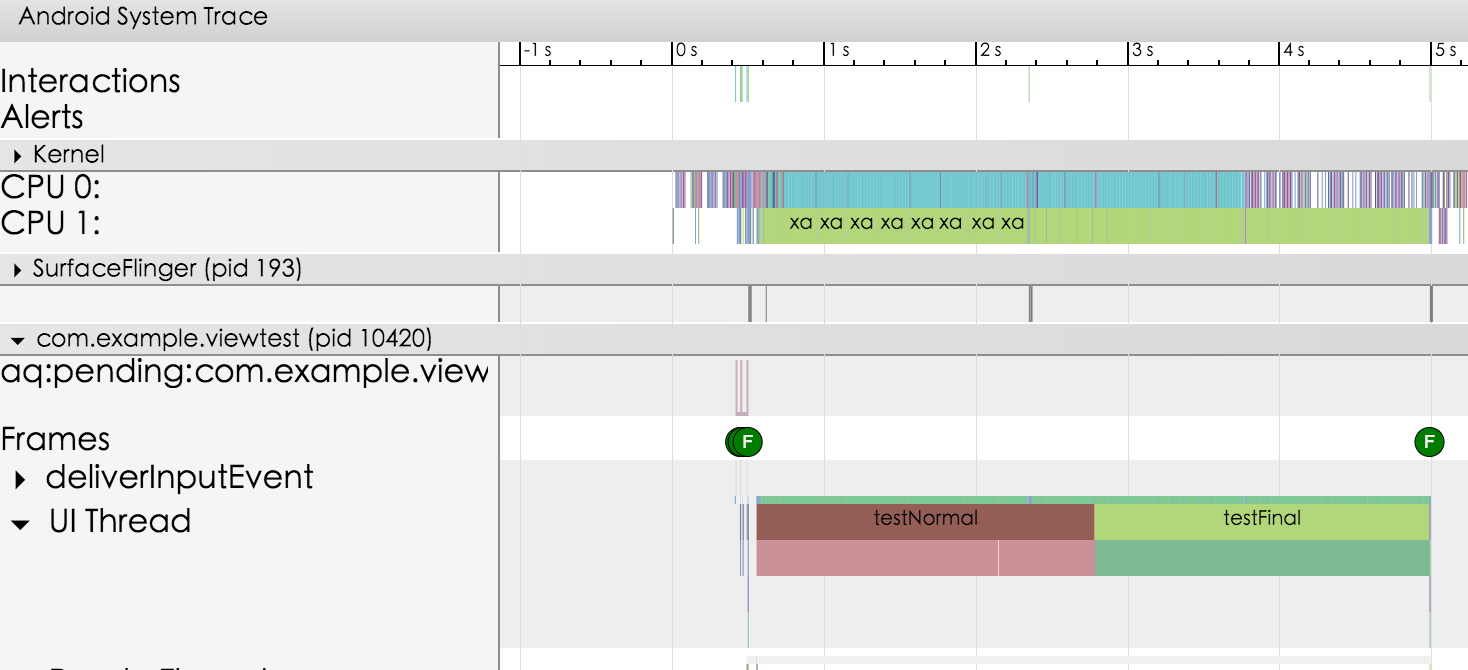 Android System Trace
-1 s 0 s 1 s 2 s 3 s 4 s 5 s
Interactions
Alerts
Kernel
CPU 0:
CPU 1: xa xa xa xa xa xa xa xa
SurfaceFlinger (pid 193)
com.example.viewtest (pid 10420)
aq:pending:com.example.view
Frames F F
deliverInputEvent
UI Thread testNormal testFinal